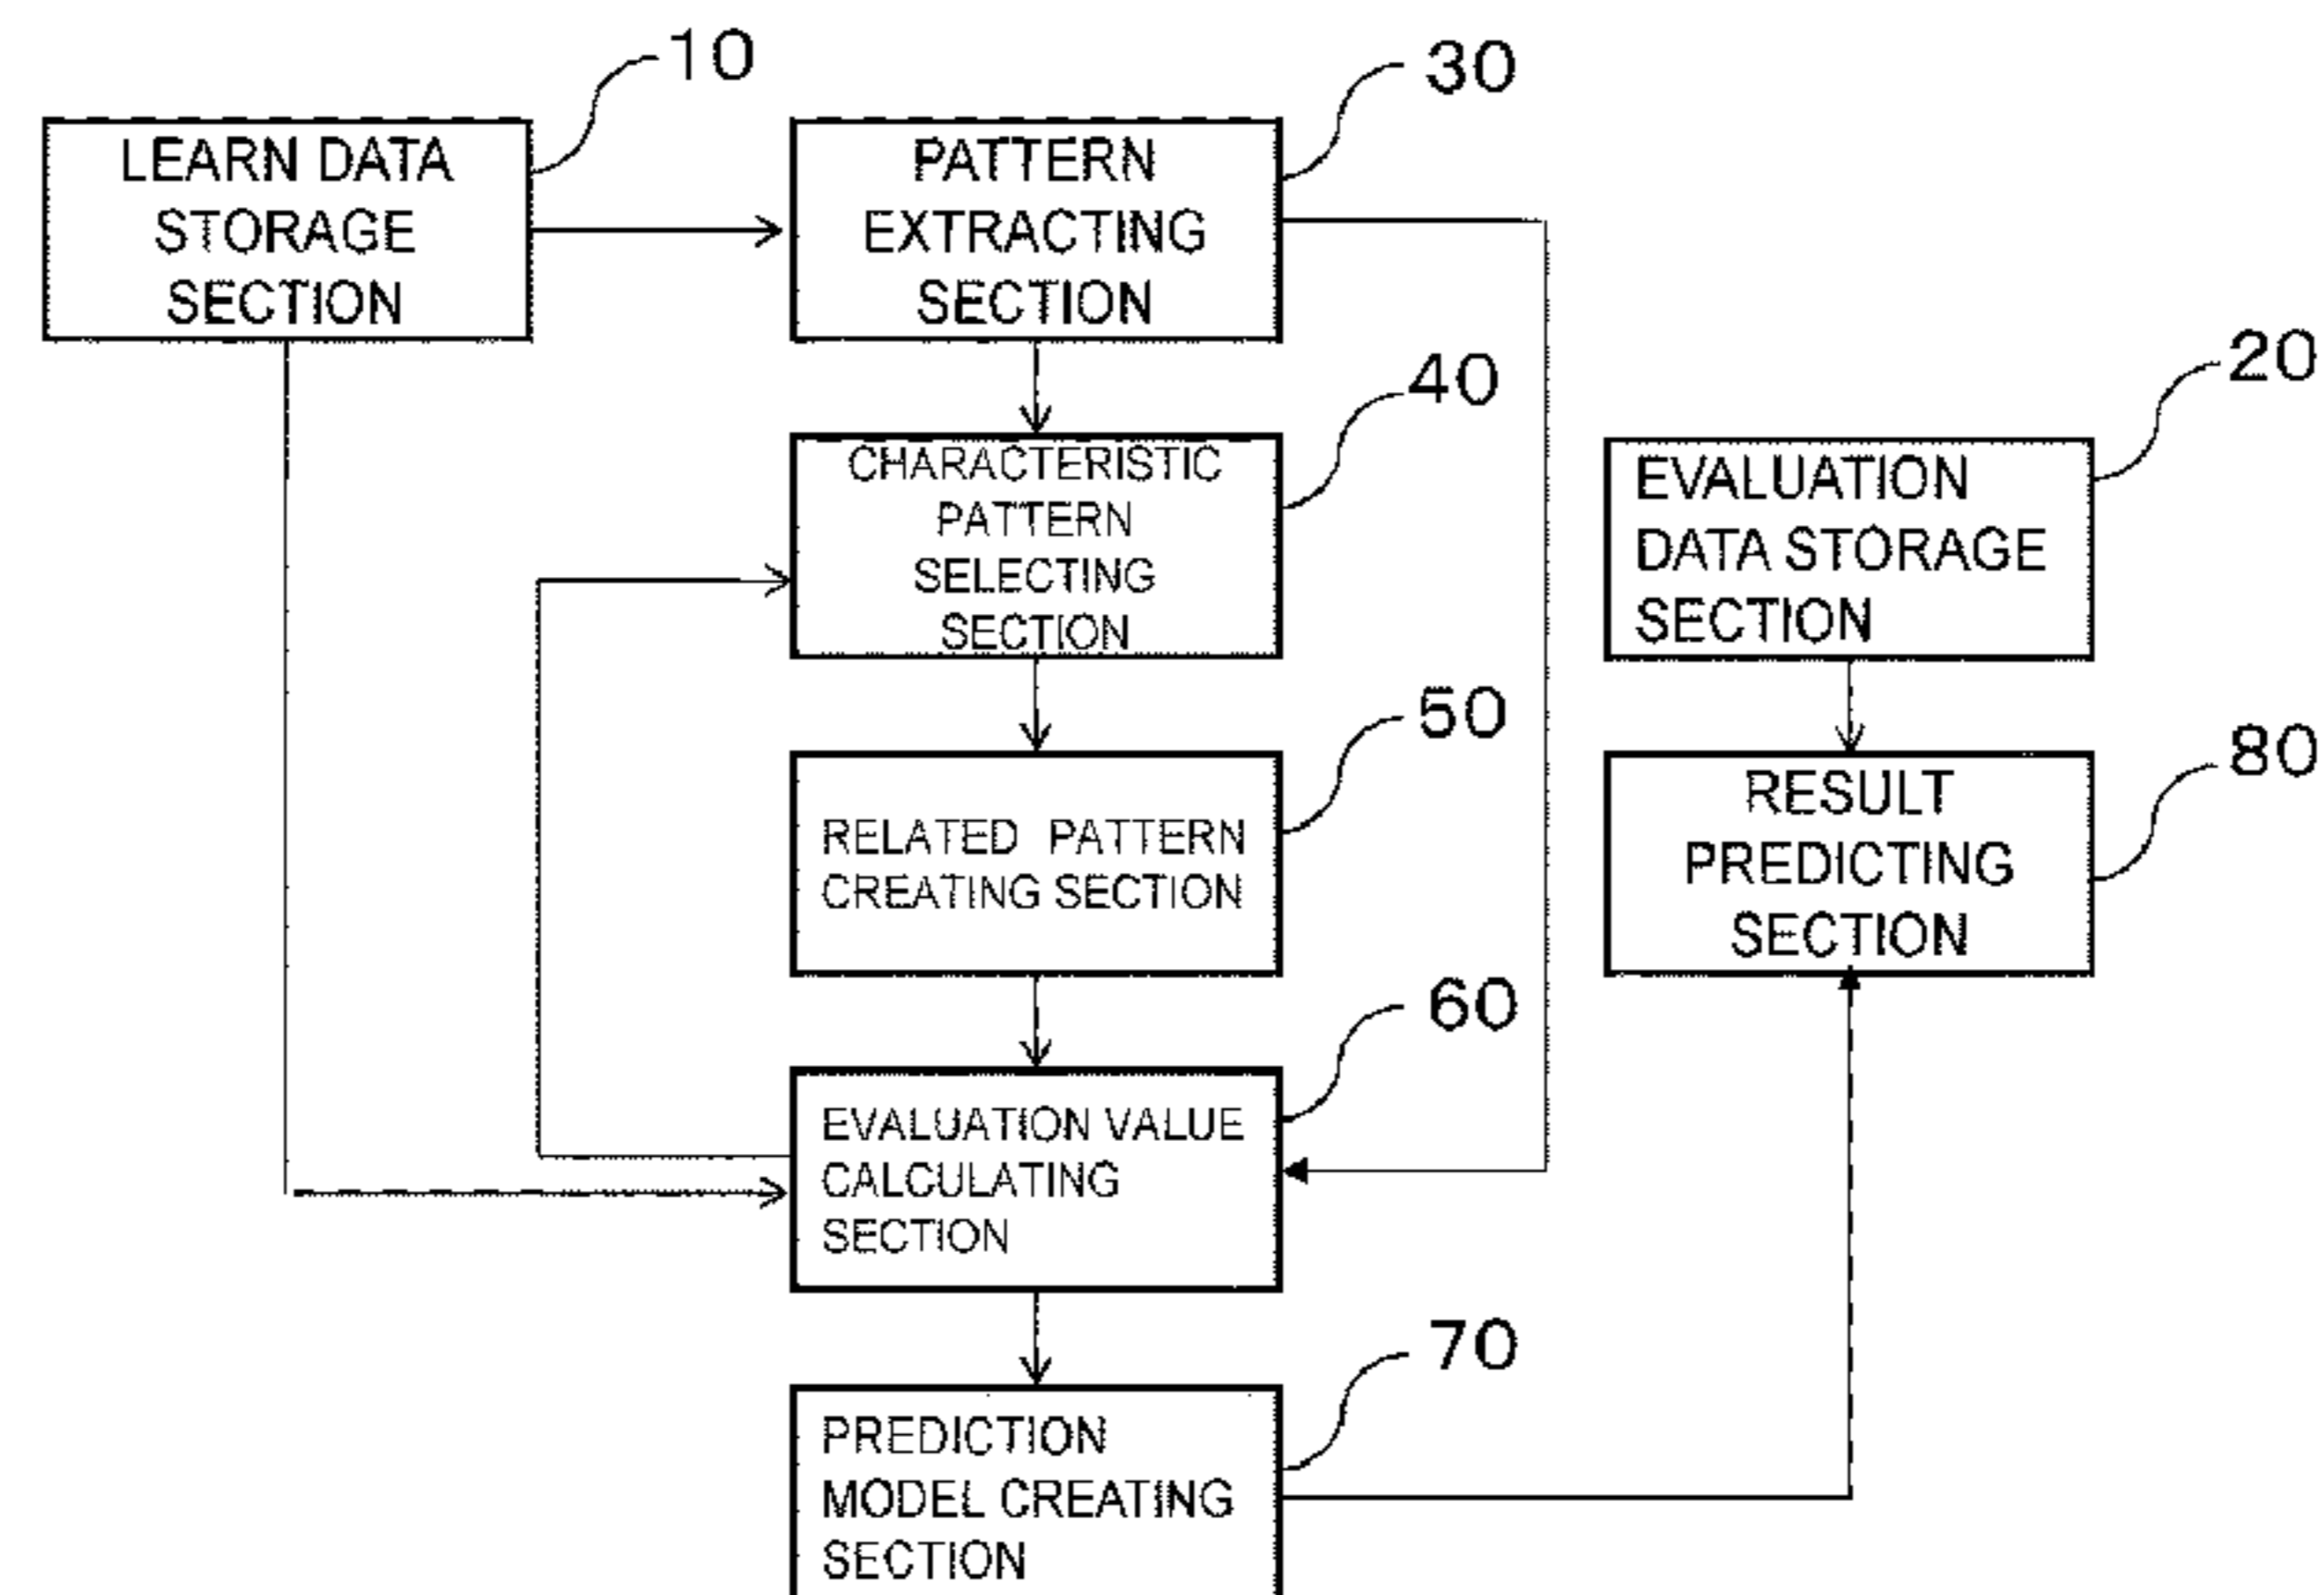 10
LEARN DATA
STORAGE
SECTION
30
PATTERN
EXTRACTING
SECTION
40
CHARACTERISTIC
PATTERN
SELECTING
SECTION
20
EVALUATION
DATA STORAGE
SECTION
50
RELATED PATTERN
CREATING SECTION
80
RESULT
PREDICTING
SECTION
60
EVALUATION VALUE
CALCULATING
SECTION
70
PREDICTION
MODEL CREATING
SECTION